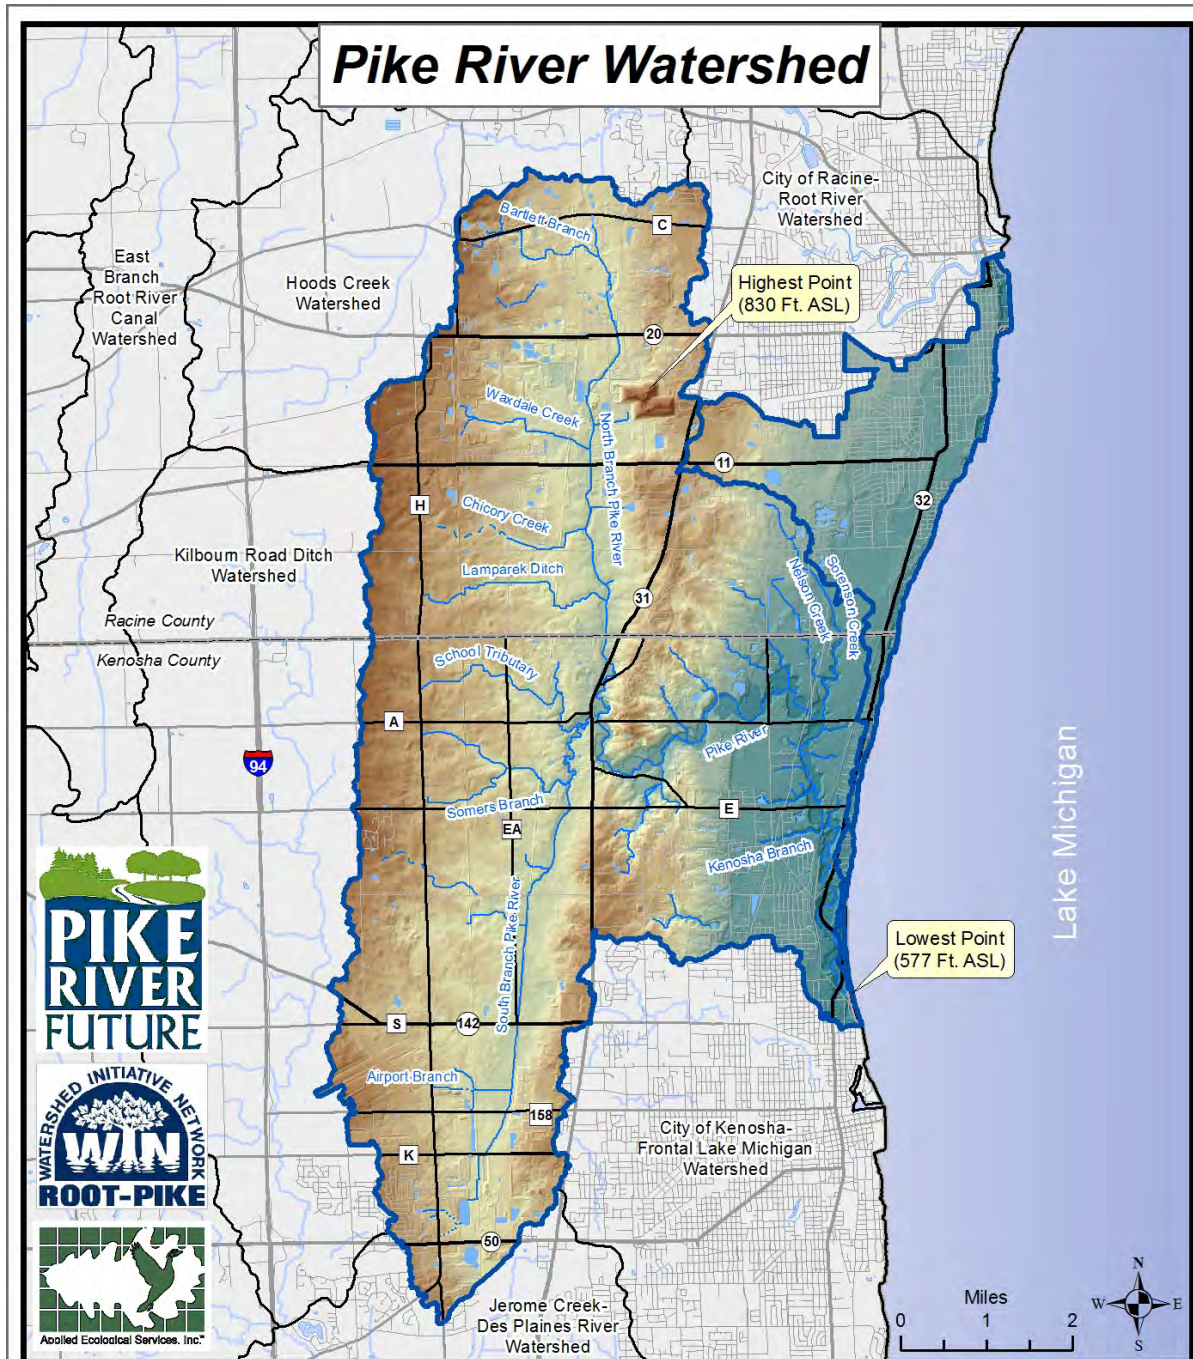 Pike River Watershed
City of Racine-
Root River
Watershed
Bartlett Branch
C
East
Branch
Root River
Canal
Watershed
Hoods Creek
Watershed
Highest Point
(830 Ft. ASL)
20
Waxdale Creek
North Branch Pike River
11
H
32
Chicory Creek
Kilbourn Road Ditch
Watershed
Lamparek Ditch
Nelson Creek
Sorenson Creek
31
Racine County
Kenosha County
School Tributary
A
Pike River
94
Lake Michigan
Somers Branch
E
EA
Kenosha Branch
PIKE
RIVER
FUTURE
South Branch Pike River
Lowest Point
(577 Ft. ASL)
S
142
WATERSHED INITIATIVE NETWORK
WIN
ROOT-PIKE
Airport Branch
158
K
City of Kenosha-
Frontal Lake Michigan
Watershed
50
Applied Ecological Services, Inc.™
Jerome Creek-
Des Plaines River
Watershed
Miles
0 1 2
N
W E
S